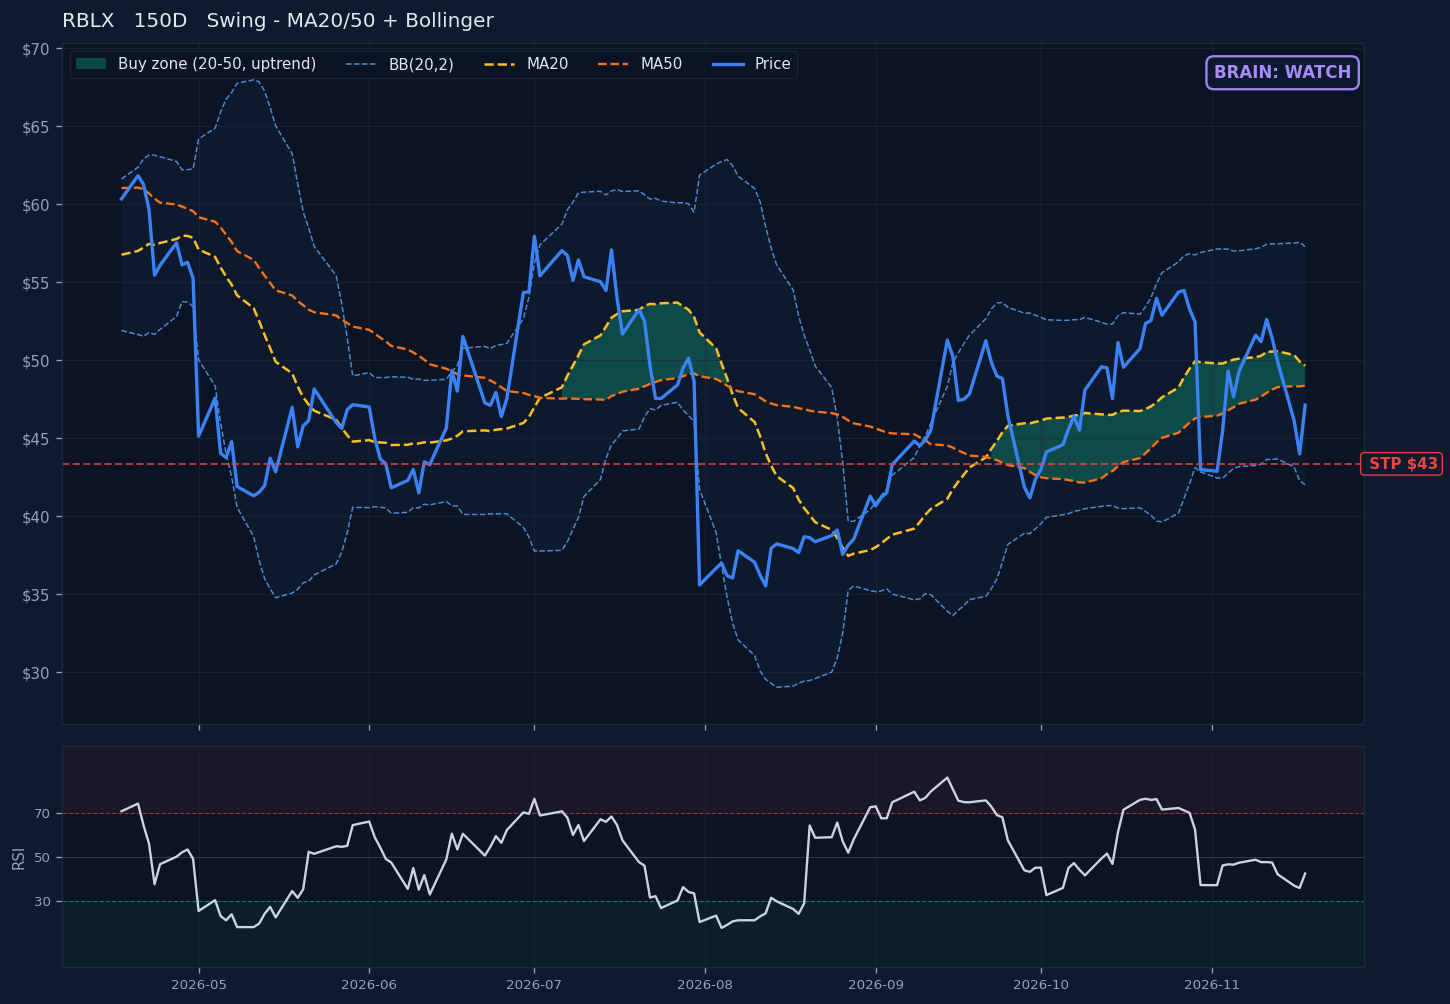 RBLX   150D   Swing - MA20/50 + Bollinger
Buy zone (20-50, uptrend)   BB(20,2)   MA20   MA50   Price
BRAIN: WATCH
$70
$65
$60
$55
$50
$45
$40
$35
$30
STP $43
RSI
70
50
30
2026-05   2026-06   2026-07   2026-08   2026-09   2026-10   2026-11